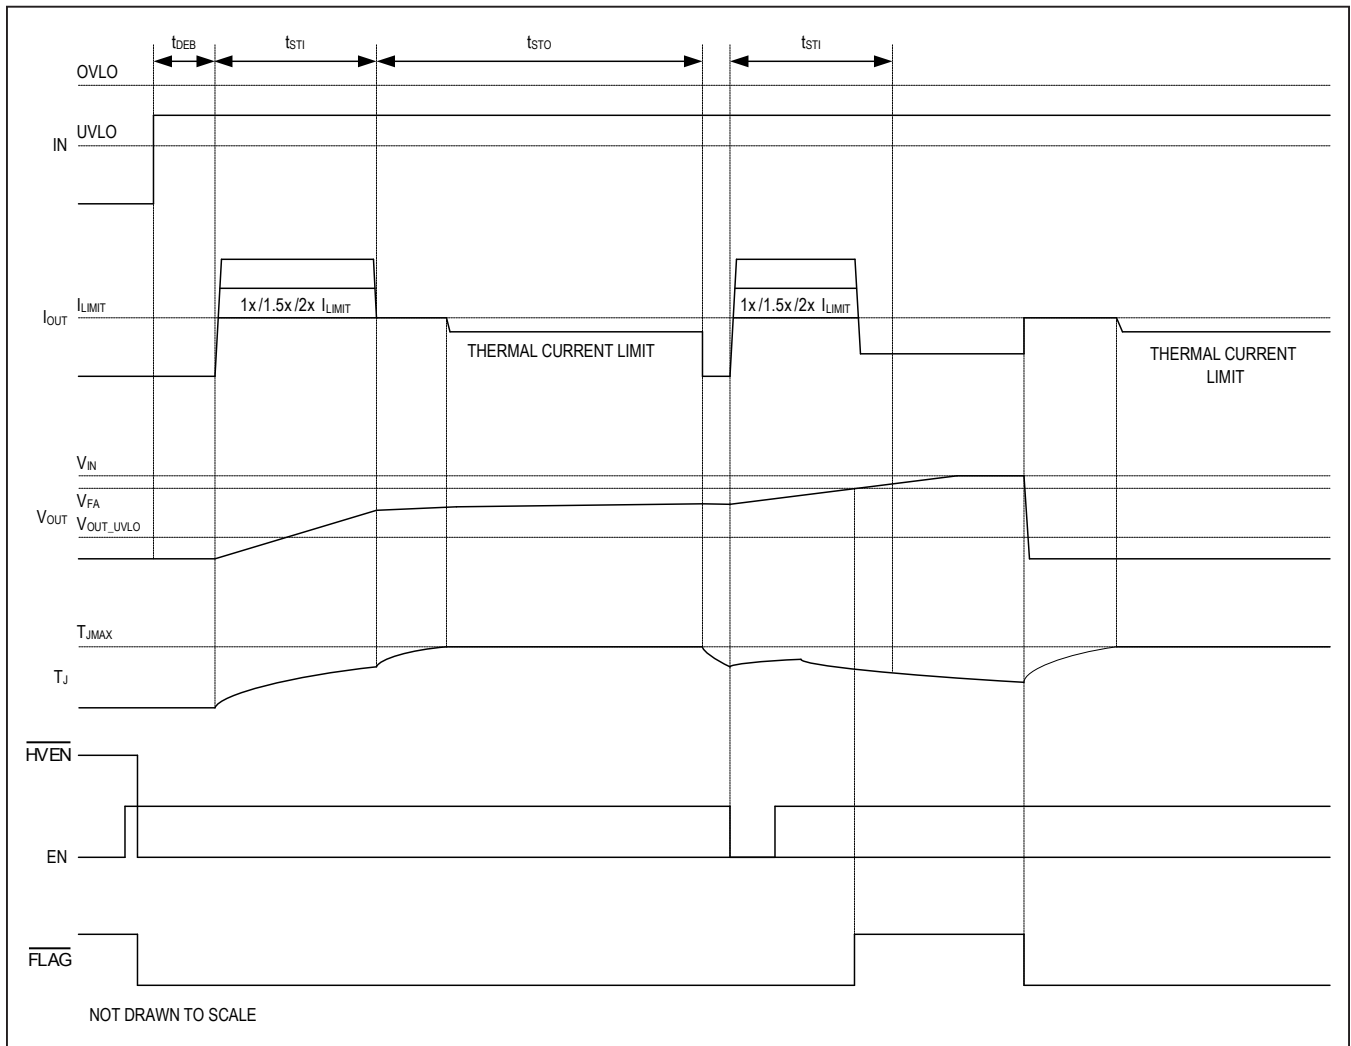 tDEB tSTI tSTO tSTI
OVLO
UVLO
IN
1x/1.5x/2x ILIMIT 1x/1.5x/2x ILIMIT
ILIMIT
IOUT
THERMAL CURRENT LIMIT
THERMAL CURRENT
LIMIT
VIN
VFA
VOUT
VOUT_UVLO
TJMAX
TJ
HVEN
EN
FLAG
NOT DRAWN TO SCALE